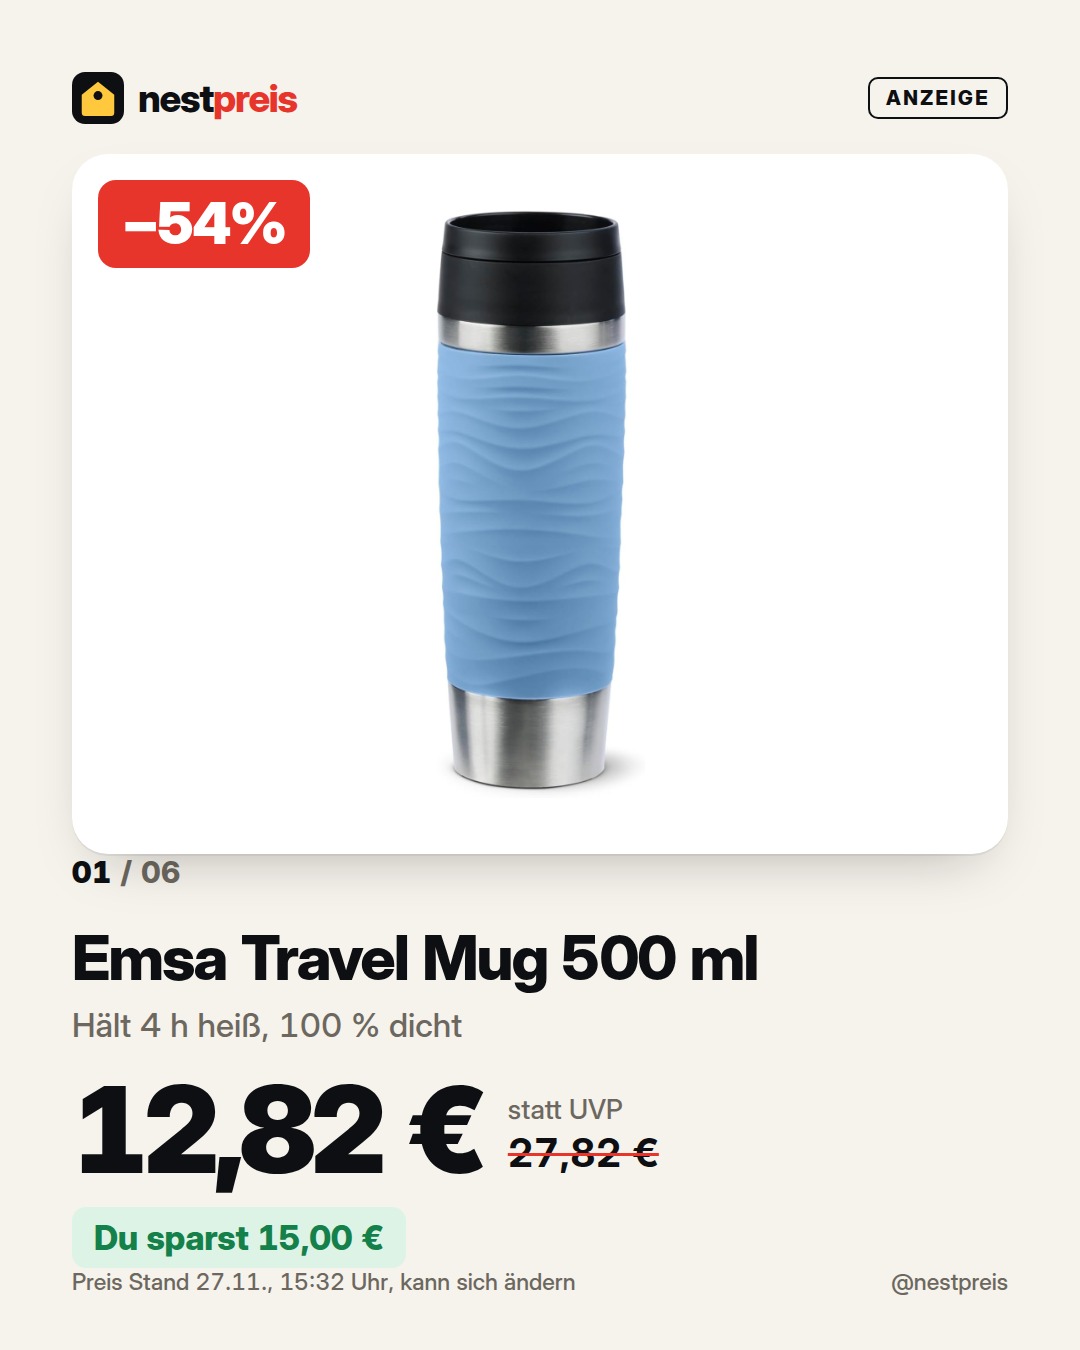 nestpreis
ANZEIGE
–54%
01 / 06
Emsa Travel Mug 500 ml
Hält 4 h heiß, 100 % dicht
12,82 €
statt UVP
27,82 €
Du sparst 15,00 €
Preis Stand 27.11., 15:32 Uhr, kann sich ändern
@nestpreis